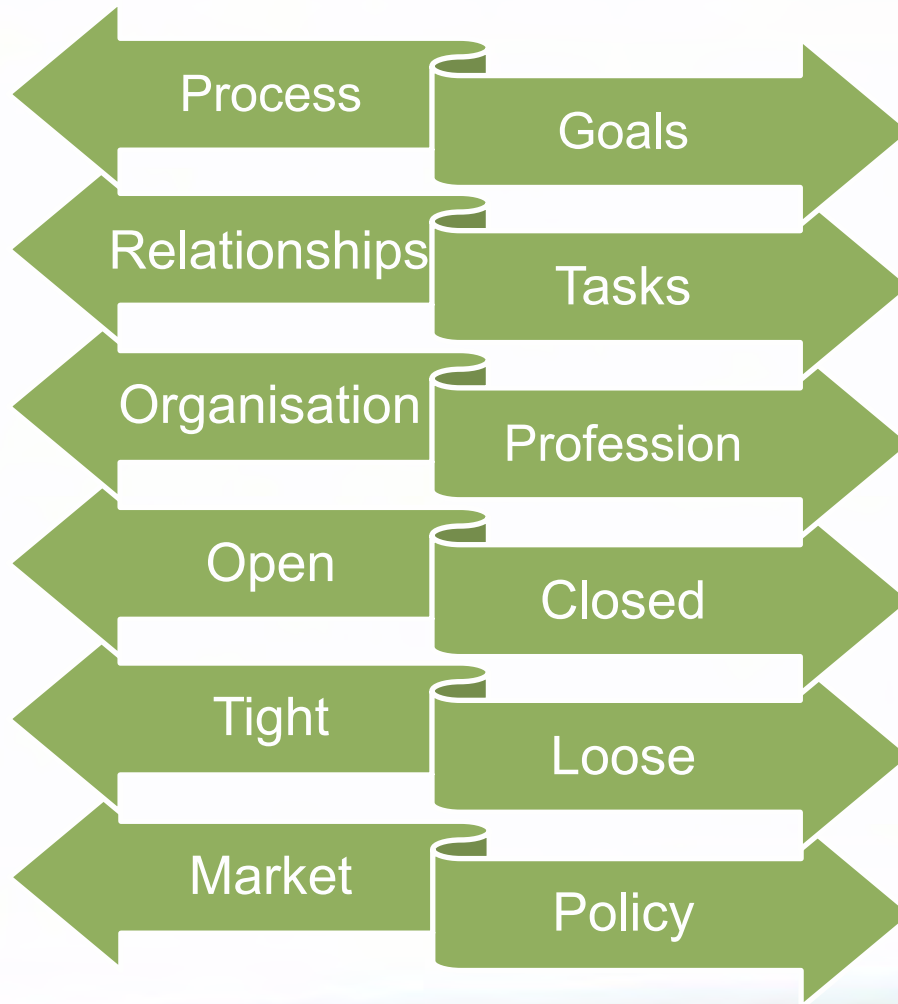 Process
Goals
Relationships
Tasks
Organisation
Profession
Open
Closed
Tight
Loose
Market
Policy